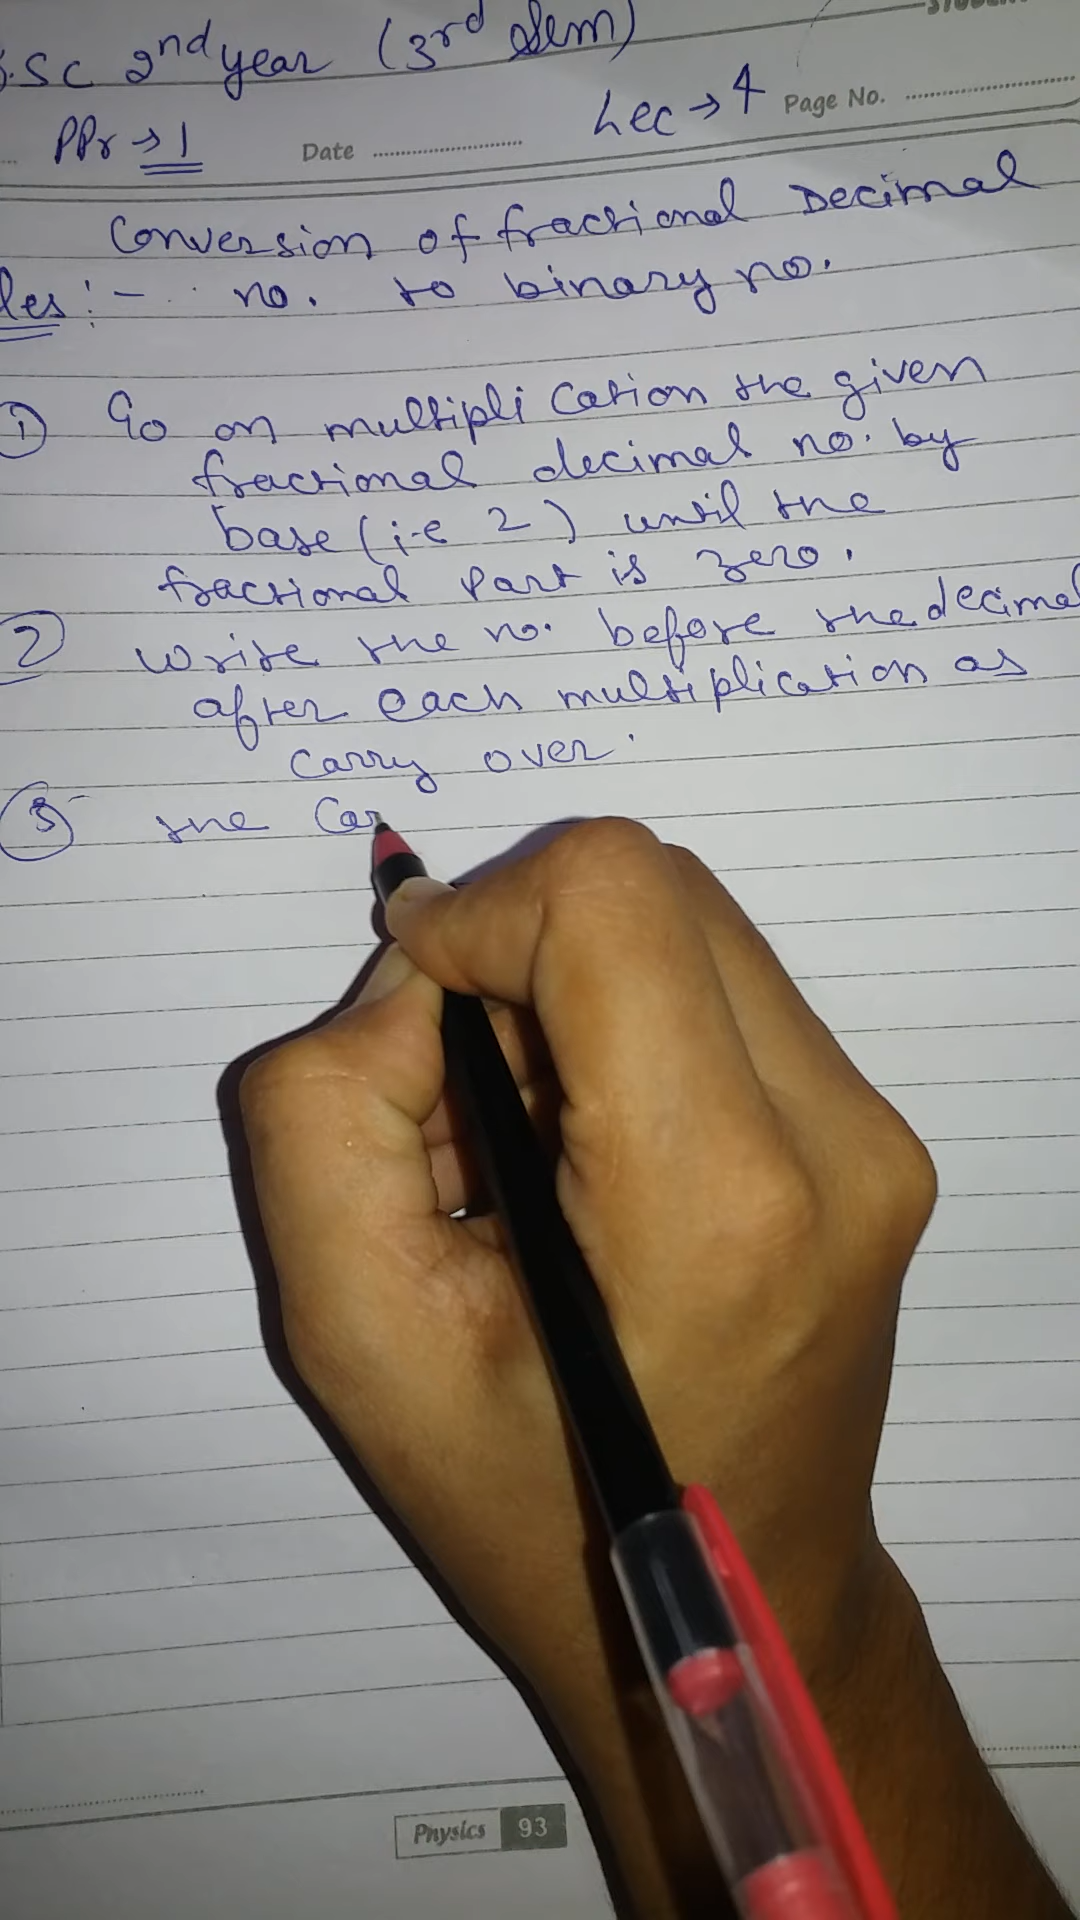 .Sc 2nd year (3rd Sem)
PPr → 1 Date Lec → 4 Page No.
Conversion of fractional Decimal
les :- no. to binary no.
① Go on multipli cation the given
fractional decimal no. by
base (i.e 2) until the
fractional Part is zero.
② write the no. before the decimal
after each multiplication as
carry over.
③ the Car
Physics 93